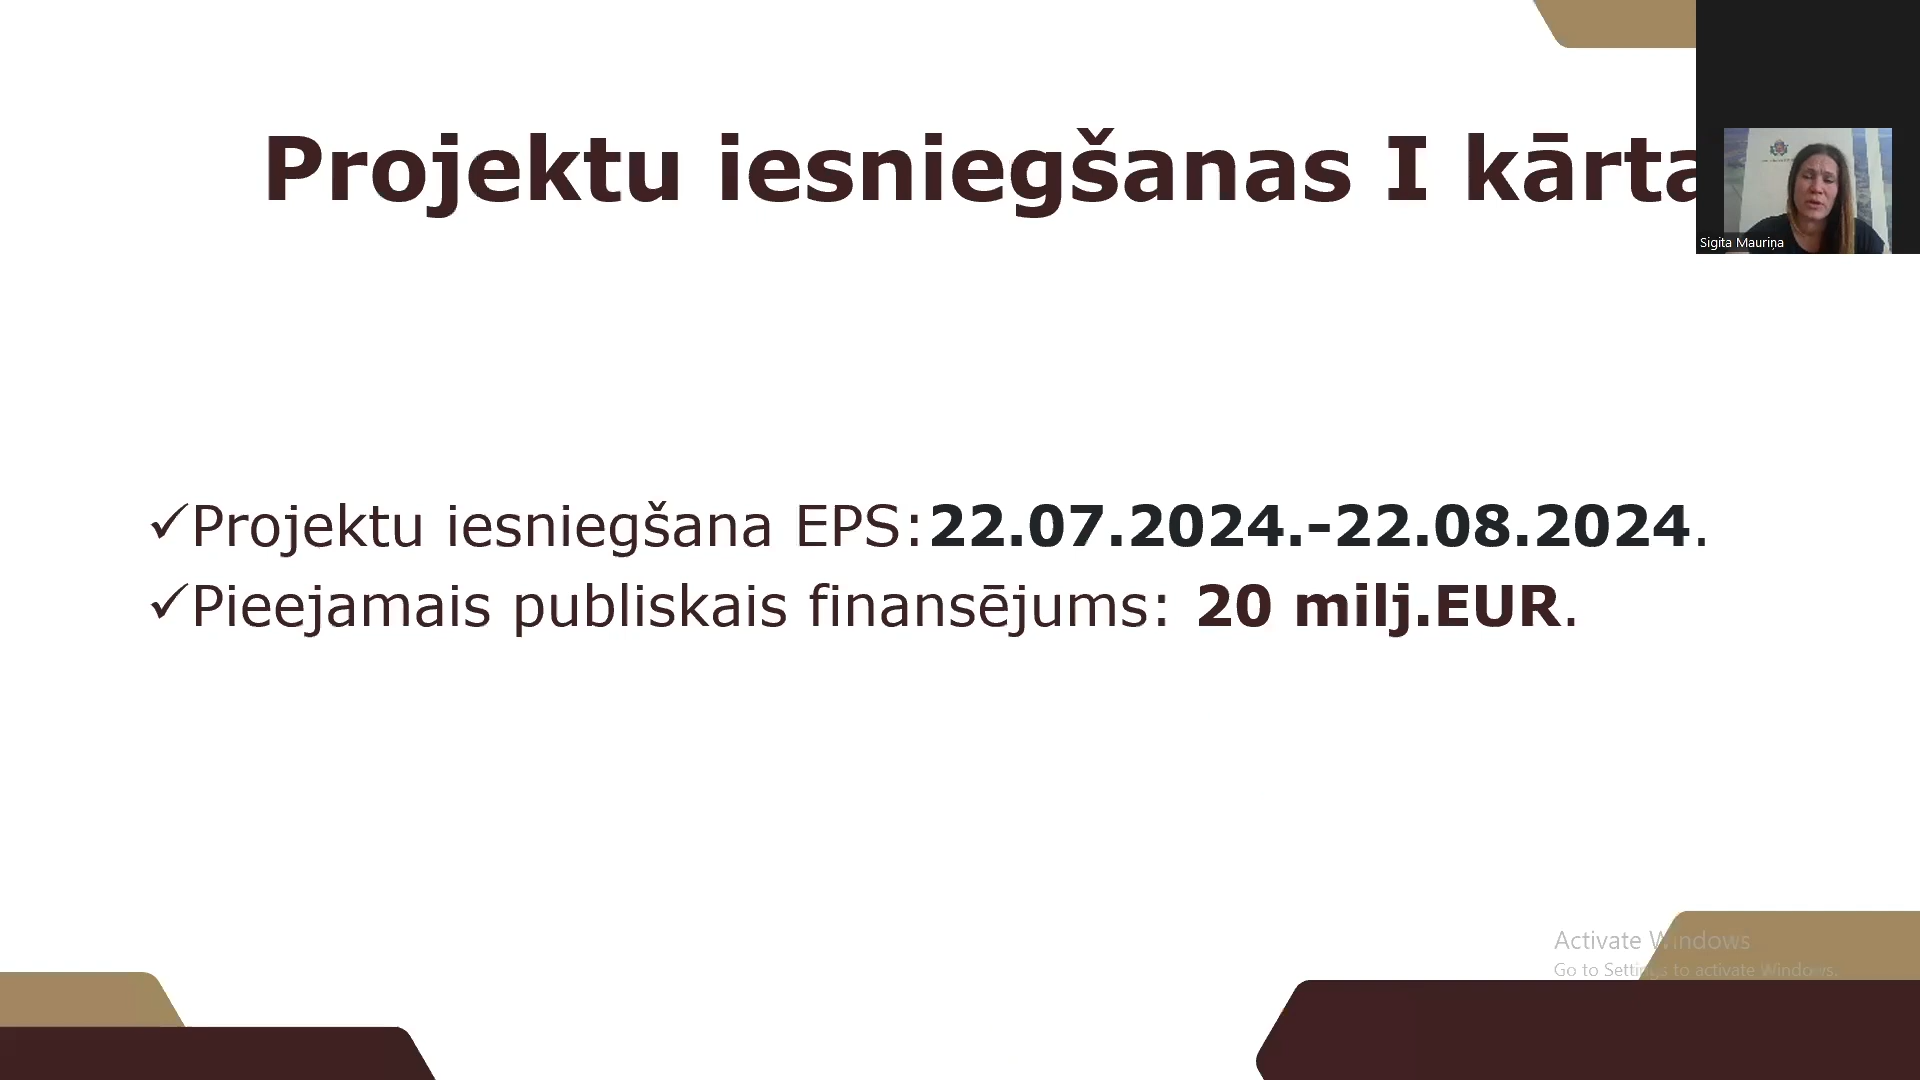 Projektu iesniegšanas I kārta
Sigita Mauriņa
✓Projektu iesniegšana EPS:22.07.2024.-22.08.2024.
✓Pieejamais publiskais finansējums: 20 milj.EUR.
Activate Windows
Go to Settings to activate Windows.